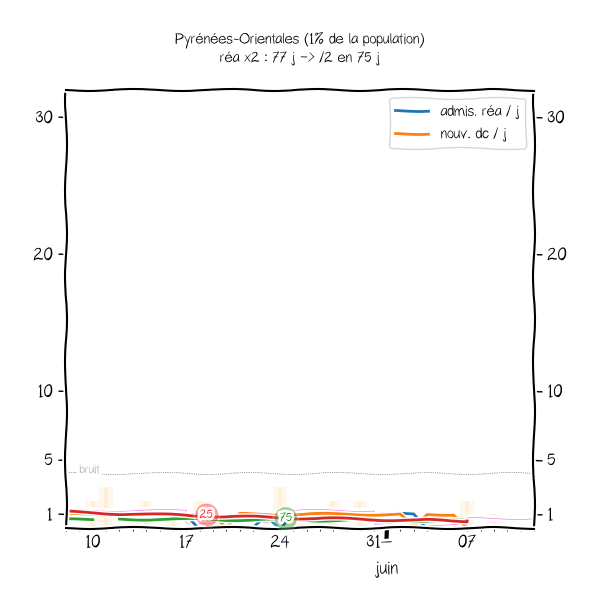 Pyrénées-Orientales (1% de la population)
réa x2 : 77 j -> /2 en 75 j
admis. réa / j
nouv. dc / j
30 30
20 20
10 10
5 5
bruit
1 1
25
75
10 17 24 31 07
juin